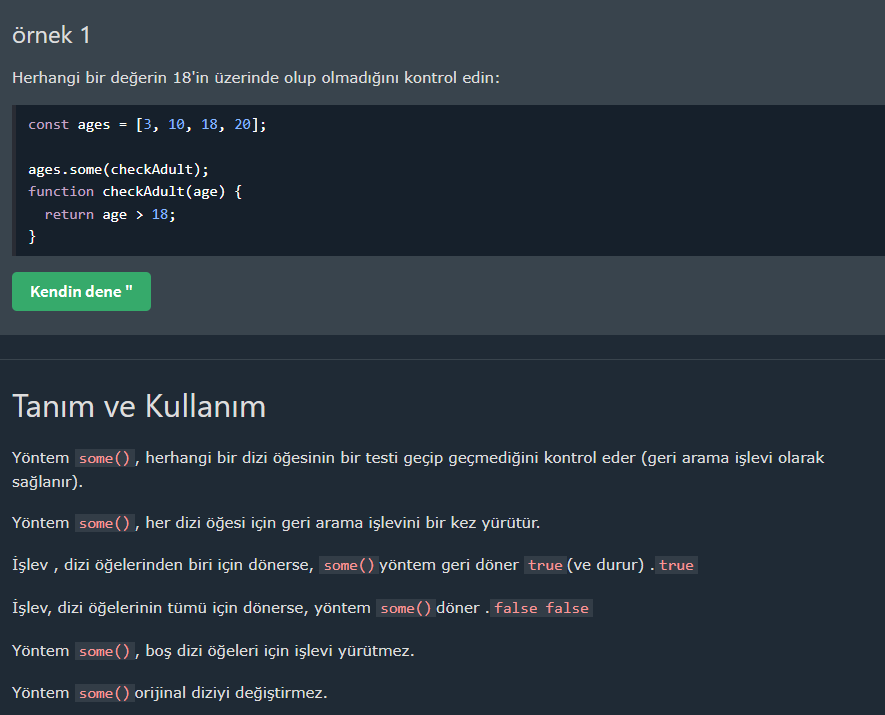 örnek 1
Herhangi bir değerin 18'in üzerinde olup olmadığını kontrol edin:
const ages = [3, 10, 18, 20];
ages.some(checkAdult);
function checkAdult(age) {
  return age > 18;
}
Kendin dene "
Tanım ve Kullanım
Yöntem some() , herhangi bir dizi öğesinin bir testi geçip geçmediğini kontrol eder (geri arama işlevi olarak
sağlanır).
Yöntem some() , her dizi öğesi için geri arama işlevini bir kez yürütür.
İşlev , dizi öğelerinden biri için dönerse, some() yöntem geri döner true (ve durur) . true
İşlev, dizi öğelerinin tümü için dönerse, yöntem some() döner . false false
Yöntem some() , boş dizi öğeleri için işlevi yürütmez.
Yöntem some() orijinal diziyi değiştirmez.